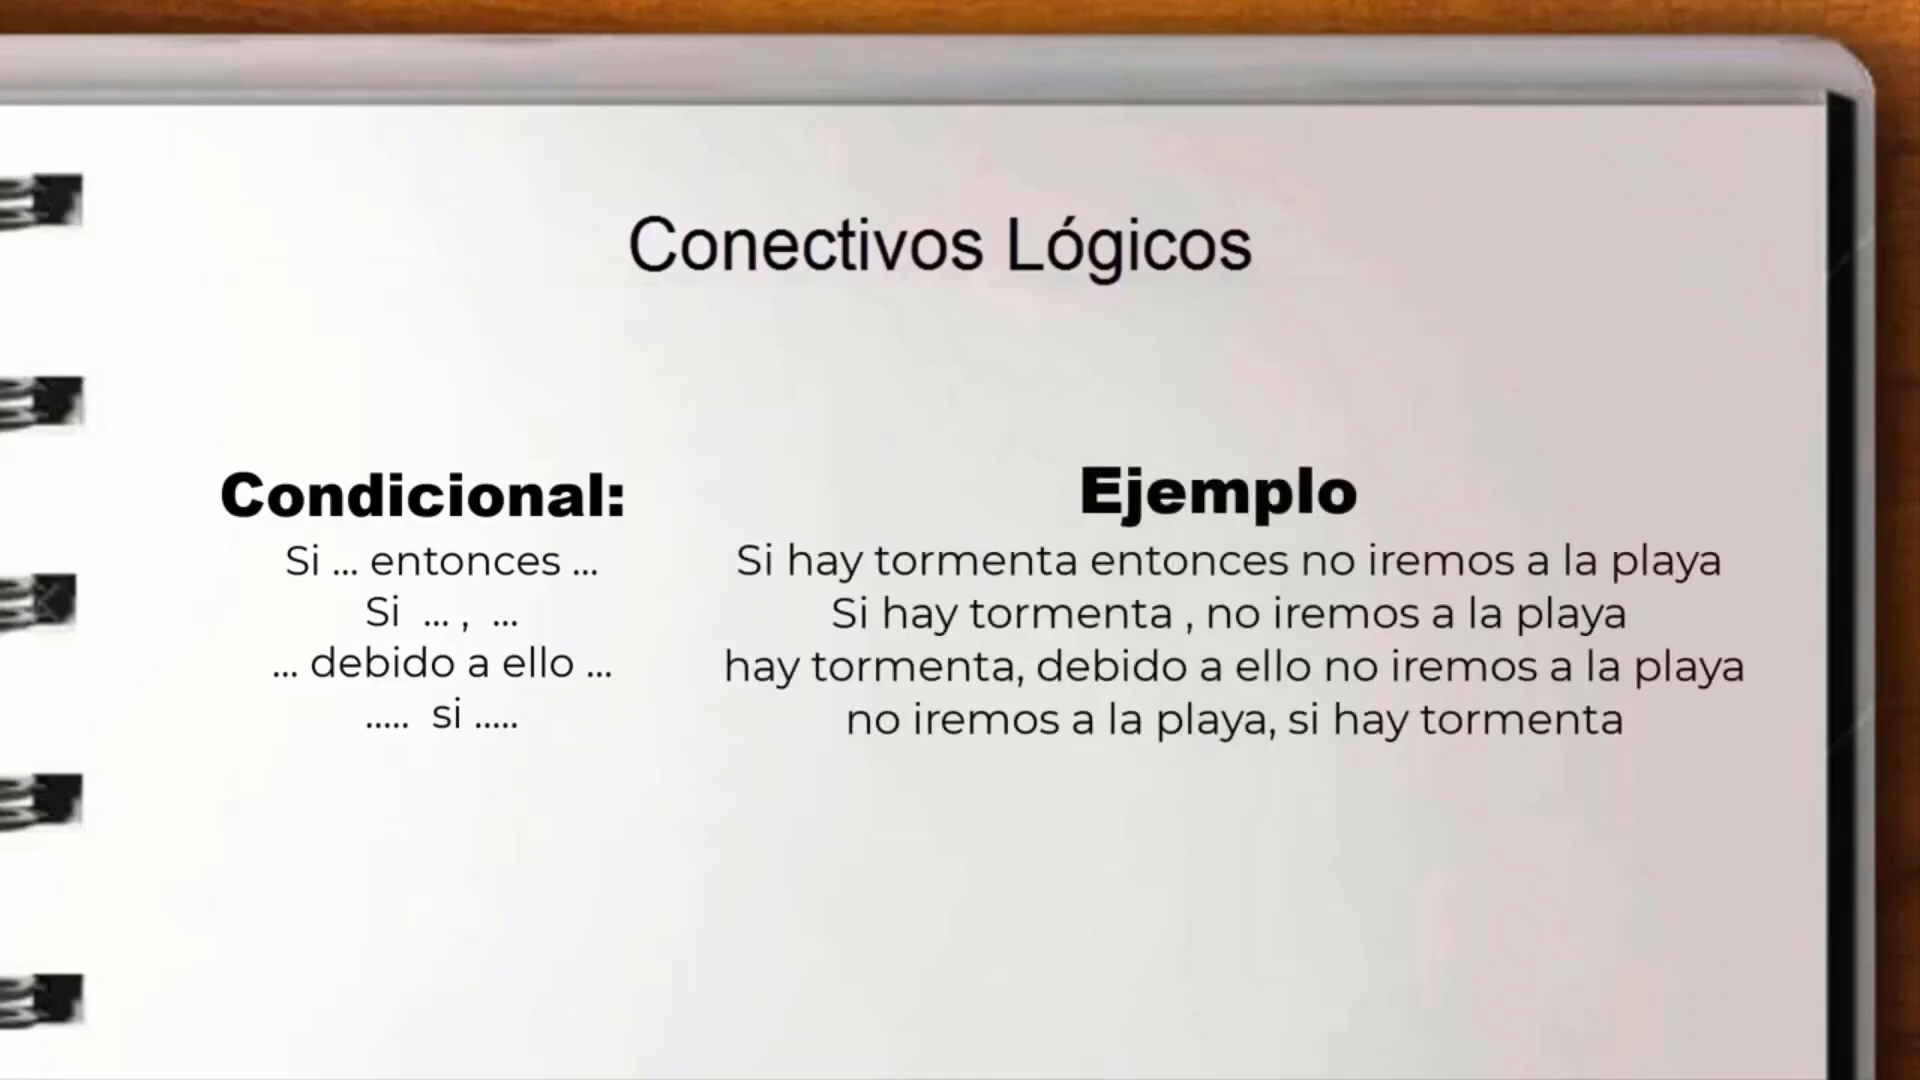 Conectivos Lógicos
Condicional:
Si ... entonces ...
Si ... , ...
... debido a ello ...
..... si .....
Ejemplo
Si hay tormenta entonces no iremos a la playa
Si hay tormenta , no iremos a la playa
hay tormenta, debido a ello no iremos a la playa
no iremos a la playa, si hay tormenta